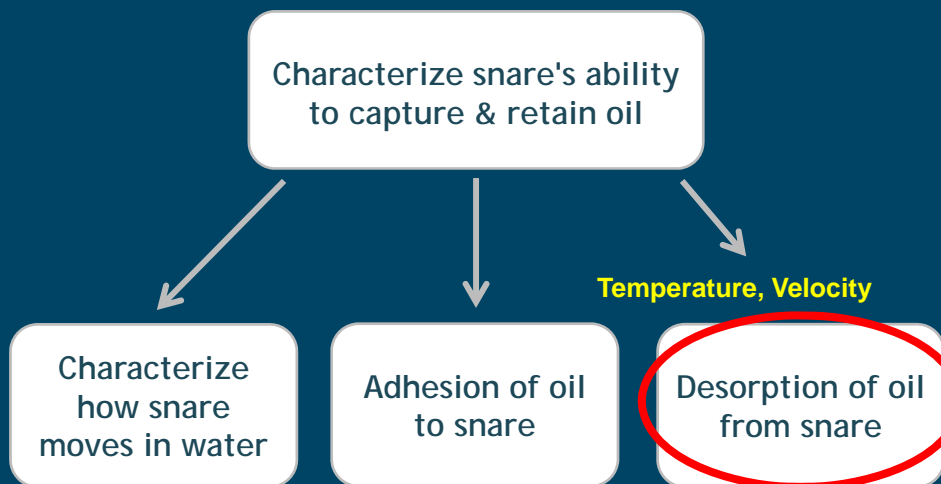 Characterize snare's ability
to capture & retain oil
Temperature, Velocity
Characterize
how snare
moves in water
Adhesion of oil
to snare
Desorption of oil
from snare